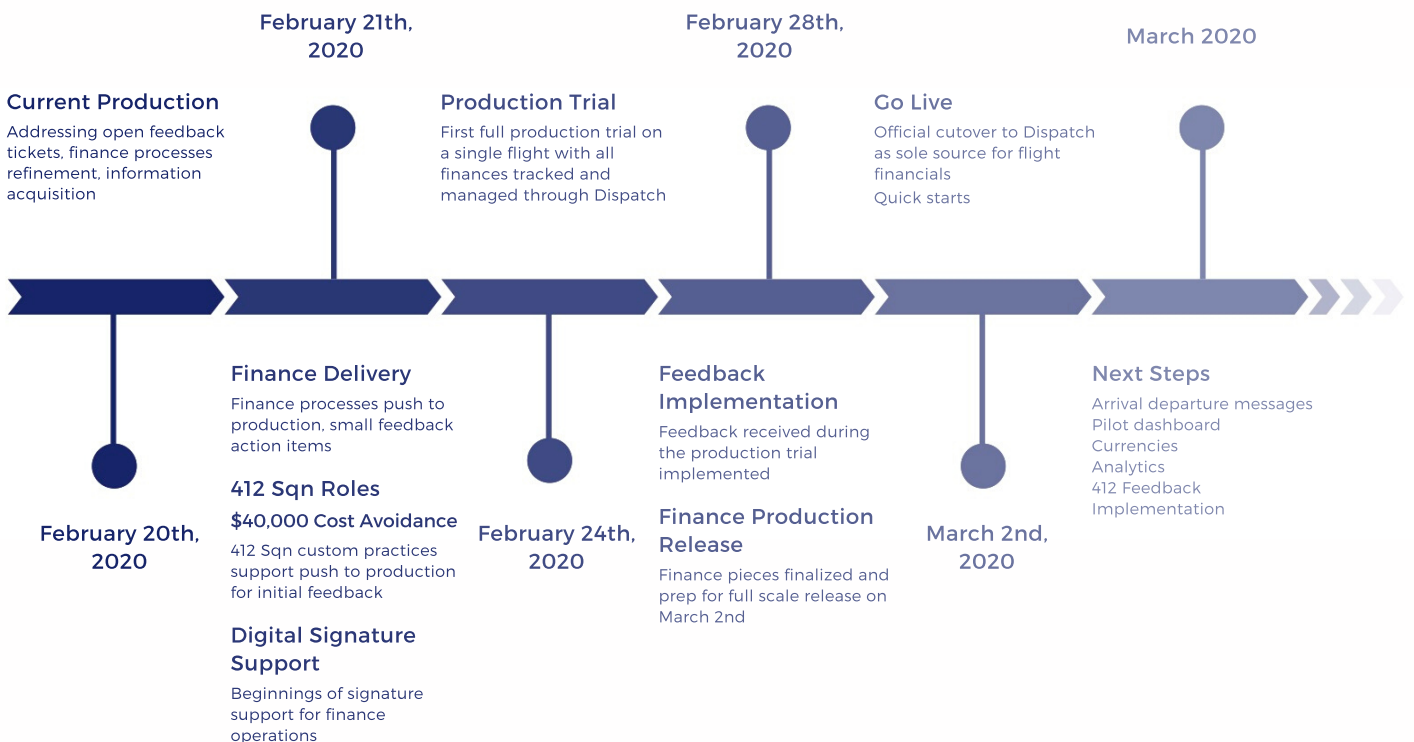 February 21th,
2020
February 28th,
2020
March 2020
Current Production
Addressing open feedback
tickets, finance processes
refinement, information
acquisition
Production Trial
First full production trial on
a single flight with all
finances tracked and
managed through Dispatch
Go Live
Official cutover to Dispatch
as sole source for flight
financials
Quick starts
Finance Delivery
Finance processes push to
production, small feedback
action items
412 Sqn Roles
$40,000 Cost Avoidance
412 Sqn custom practices
support push to production
for initial feedback
Digital Signature
Support
Beginnings of signature
support for finance
operations
Feedback
Implementation
Feedback received during
the production trial
implemented
Finance Production
Release
Finance pieces finalized and
prep for full scale release on
March 2nd
Next Steps
Arrival departure messages
Pilot dashboard
Currencies
Analytics
412 Feedback
Implementation
February 20th,
2020
February 24th,
2020
March 2nd,
2020